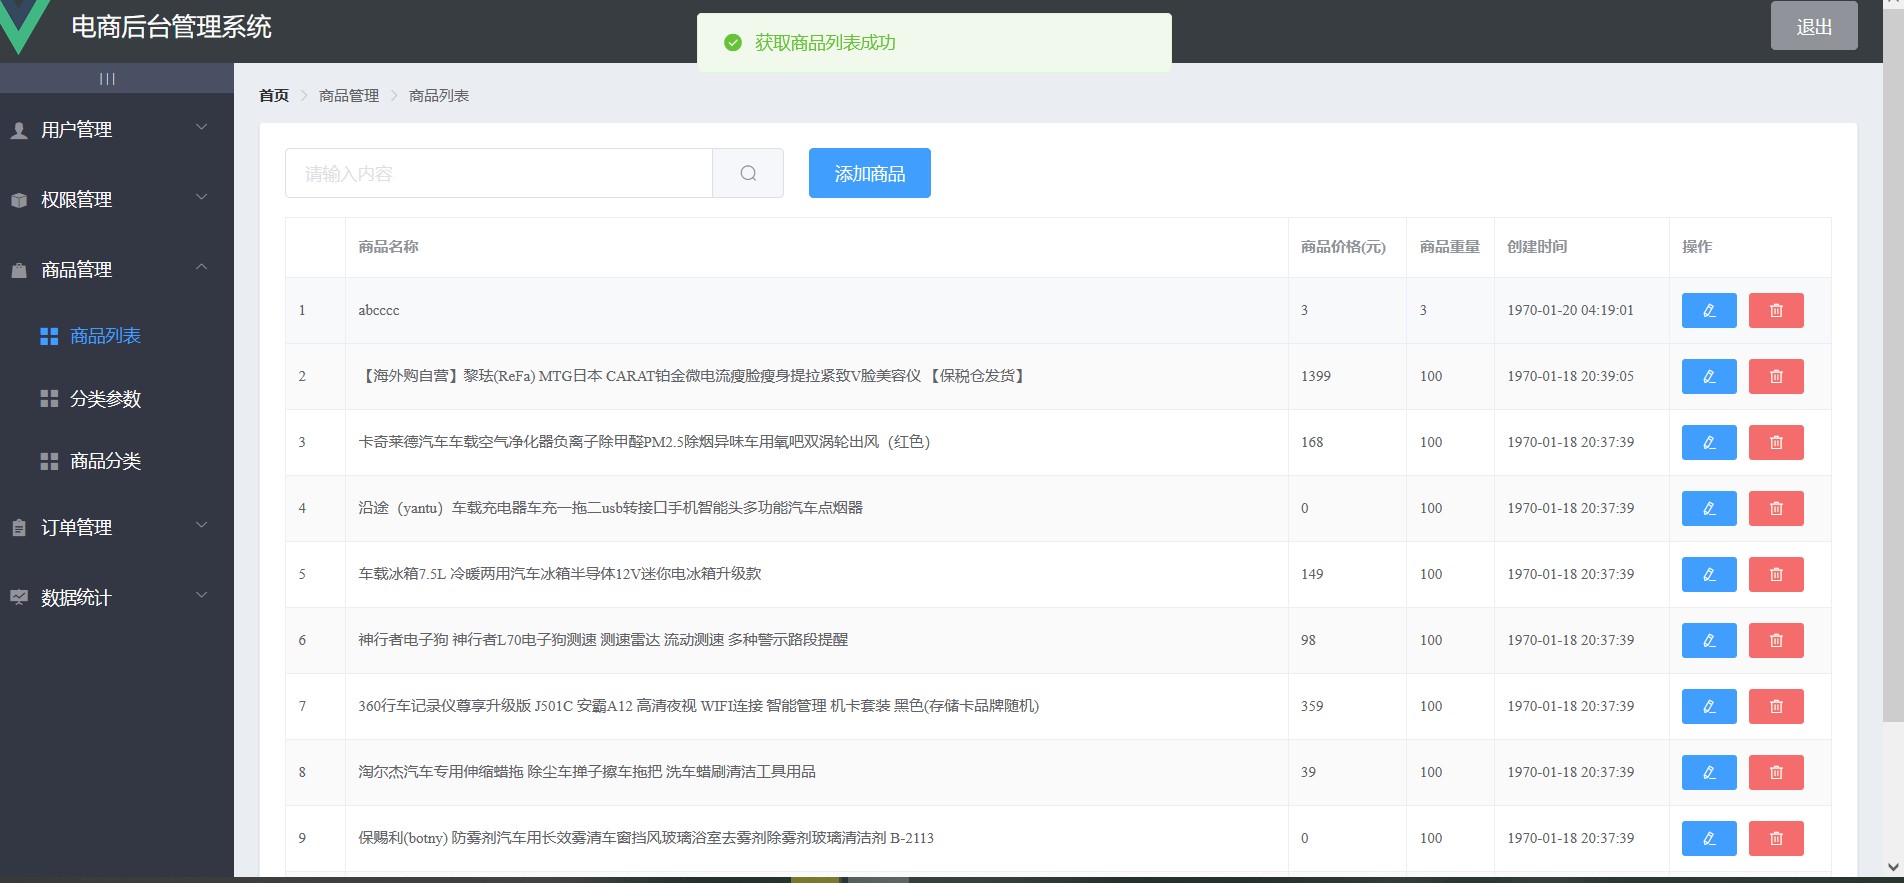 电商后台管理系统
获取商品列表成功
退出
|||
首页 > 商品管理 > 商品列表
用户管理
权限管理
商品管理
商品列表
分类参数
商品分类
订单管理
数据统计
请输入内容
添加商品
商品名称 商品价格(元) 商品重量 创建时间 操作
1 abcccc 3 3 1970-01-20 04:19:01
2 【海外购自营】黎珐(ReFa) MTG日本 CARAT铂金微电流瘦脸瘦身提拉紧致V脸美容仪 【保税仓发货】 1399 100 1970-01-18 20:39:05
3 卡奇莱德汽车车载空气净化器负离子除甲醛PM2.5除烟异味车用氧吧双涡轮出风（红色） 168 100 1970-01-18 20:37:39
4 沿途（yantu）车载充电器车充一拖二usb转接口手机智能头多功能汽车点烟器 0 100 1970-01-18 20:37:39
5 车载冰箱7.5L 冷暖两用汽车冰箱半导体12V迷你电冰箱升级款 149 100 1970-01-18 20:37:39
6 神行者电子狗 神行者L70电子狗测速 测速雷达 流动测速 多种警示路段提醒 98 100 1970-01-18 20:37:39
7 360行车记录仪尊享升级版 J501C 安霸A12 高清夜视 WIFI连接 智能管理 机卡套装 黑色(存储卡品牌随机) 359 100 1970-01-18 20:37:39
8 淘尔杰汽车专用伸缩蜡拖 除尘车掸子擦车拖把 洗车蜡刷清洁工具用品 39 100 1970-01-18 20:37:39
9 保赐利(botny) 防雾剂汽车用长效雾清车窗挡风玻璃浴室去雾剂除雾剂玻璃清洁剂 B-2113 0 100 1970-01-18 20:37:39